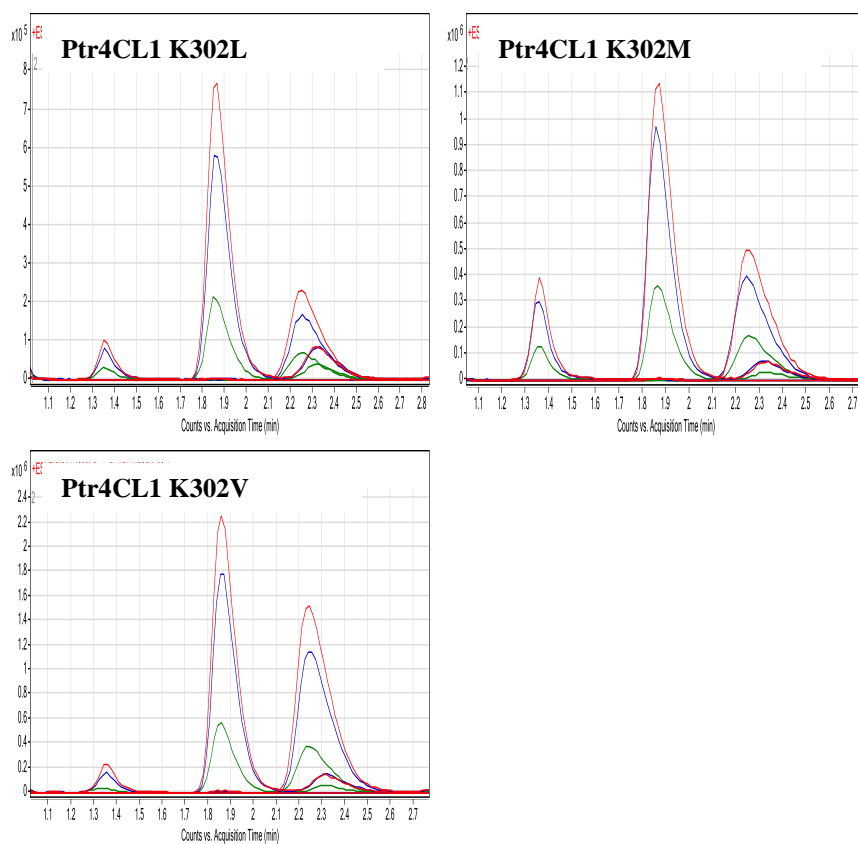 x10^5 +ES
Ptr4CL1 K302L
8
7
6
5
4
3
2
1
0
1.1 1.2 1.3 1.4 1.5 1.6 1.7 1.8 1.9 2 2.1 2.2 2.3 2.4 2.5 2.6 2.7 2.8
Counts vs. Acquisition Time (min)
x10^6 +ES
Ptr4CL1 K302M
1.2
1.1
1
0.9
0.8
0.7
0.6
0.5
0.4
0.3
0.2
0.1
0
1.1 1.2 1.3 1.4 1.5 1.6 1.7 1.8 1.9 2 2.1 2.2 2.3 2.4 2.5 2.6 2.7
Counts vs. Acquisition Time (min)
x10^6 +ES
Ptr4CL1 K302V
2.4
2.2
2
1.8
1.6
1.4
1.2
1
0.8
0.6
0.4
0.2
0
1.1 1.2 1.3 1.4 1.5 1.6 1.7 1.8 1.9 2 2.1 2.2 2.3 2.4 2.5 2.6 2.7
Counts vs. Acquisition Time (min)